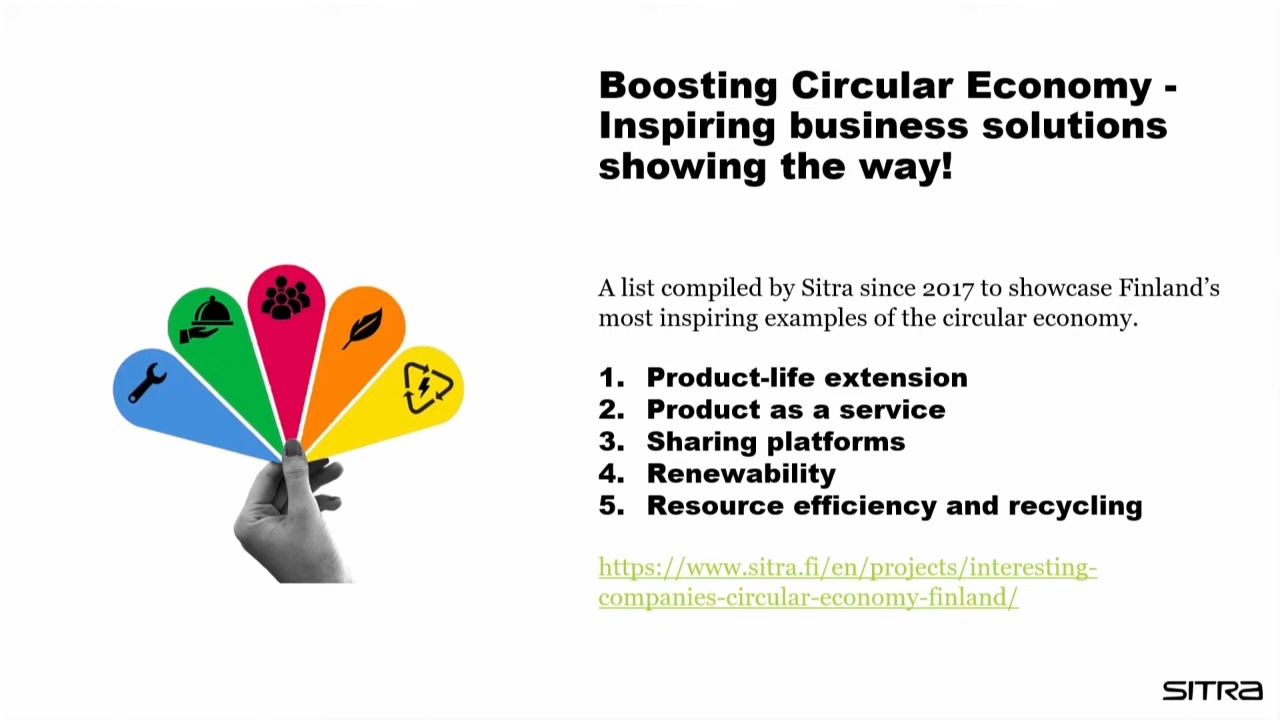 Boosting Circular Economy -
Inspiring business solutions
showing the way!
A list compiled by Sitra since 2017 to showcase Finland’s
most inspiring examples of the circular economy.
1. Product-life extension
2. Product as a service
3. Sharing platforms
4. Renewability
5. Resource efficiency and recycling
https://www.sitra.fi/en/projects/interesting-
companies-circular-economy-finland/
SITRA